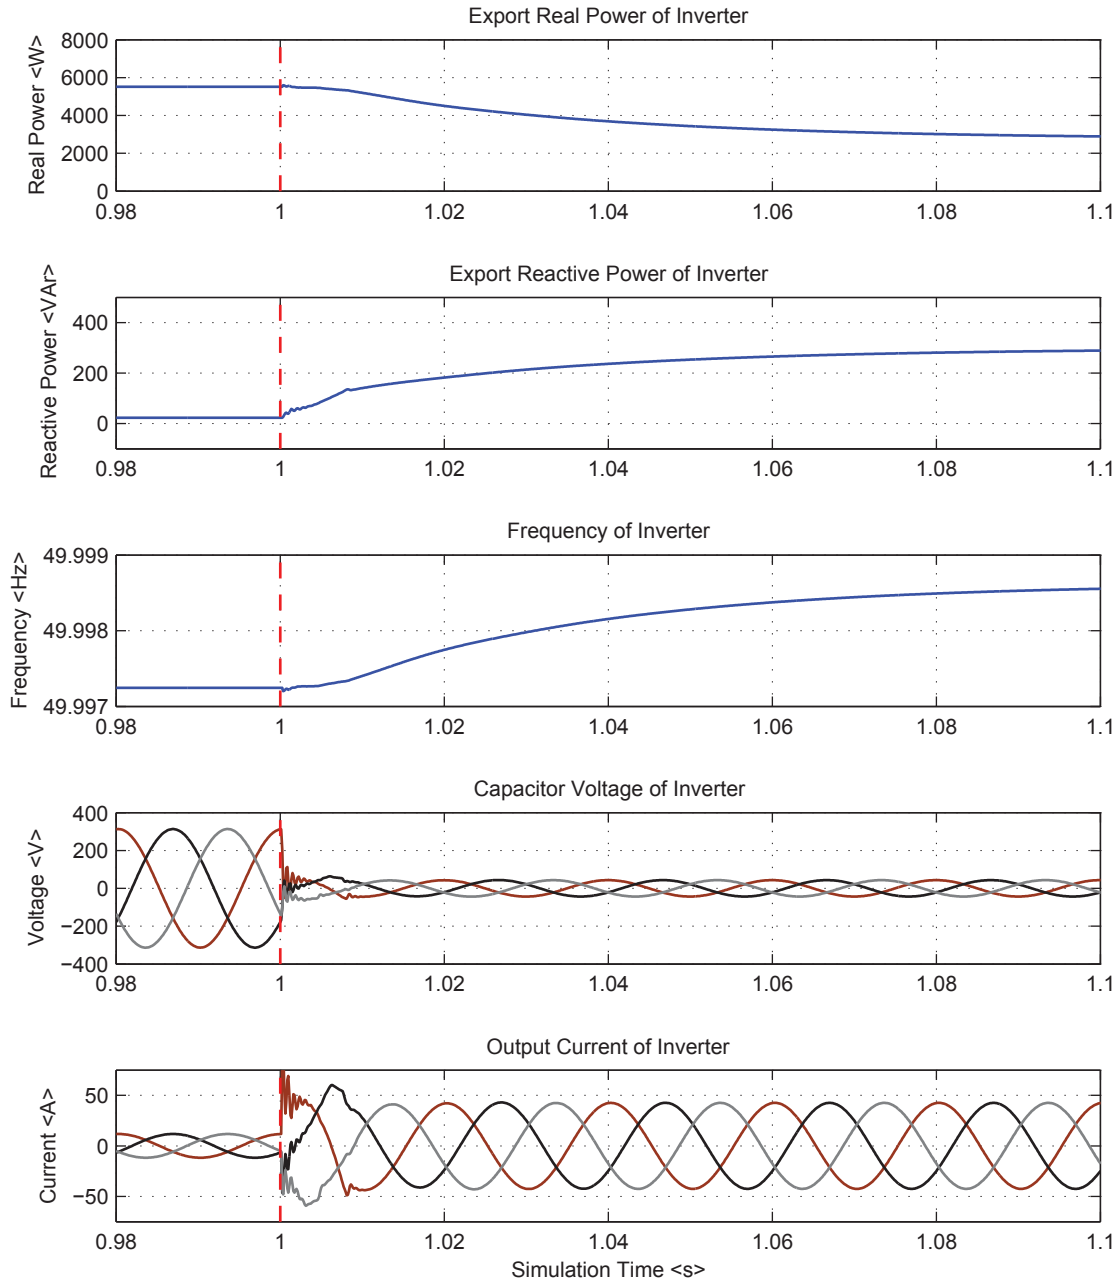 Export Real Power of Inverter
Real Power <W>
8000
6000
4000
2000
0
0.98 1 1.02 1.04 1.06 1.08 1.1
Export Reactive Power of Inverter
Reactive Power <VAr>
400
200
0
0.98 1 1.02 1.04 1.06 1.08 1.1
Frequency of Inverter
Frequency <Hz>
49.999
49.998
49.997
0.98 1 1.02 1.04 1.06 1.08 1.1
Capacitor Voltage of Inverter
Voltage <V>
400
200
0
−200
−400
0.98 1 1.02 1.04 1.06 1.08 1.1
Output Current of Inverter
Current <A>
50
0
−50
0.98 1 1.02 1.04 1.06 1.08 1.1
Simulation Time <s>